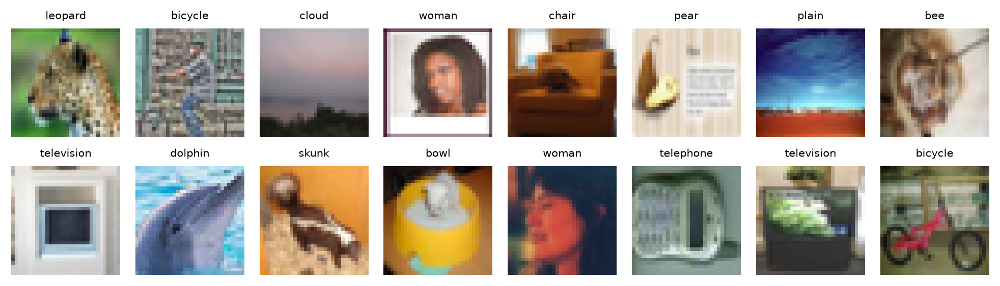 leopard bicycle cloud woman chair pear plain bee
television dolphin skunk bowl woman telephone television bicycle